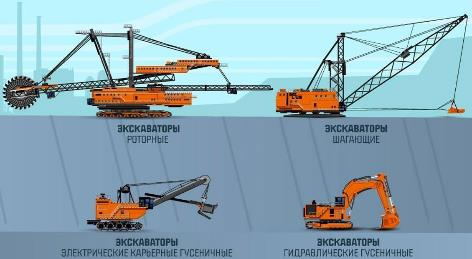 ЭКСКАВАТОРЫ
РОТОРНЫЕ
ЭКСКАВАТОРЫ
ШАГАЮЩИЕ
ЭКСКАВАТОРЫ
ЭЛЕКТРИЧЕСКИЕ КАРЬЕРНЫЕ ГУСЕНИЧНЫЕ
ЭКСКАВАТОРЫ
ГИДРАВЛИЧЕСКИЕ ГУСЕНИЧНЫЕ